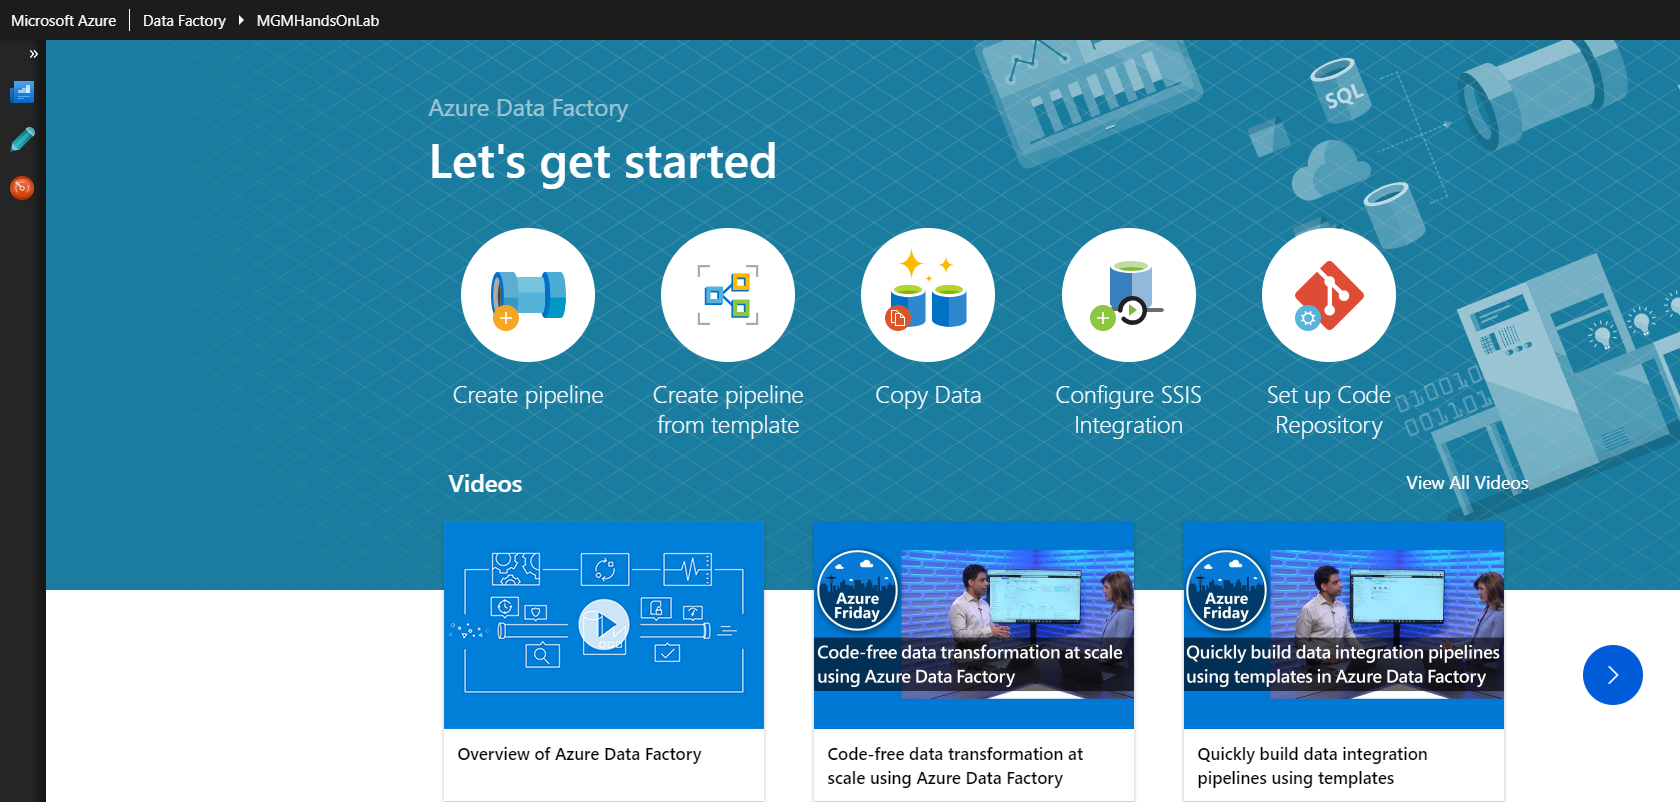 Microsoft Azure
Data Factory
MGMHandsOnLab
»
Azure Data Factory
Let's get started
SQL
Create pipeline
Create pipeline
from template
Copy Data
Configure SSIS
Integration
Set up Code
Repository
010010
001101
Videos
View All Videos
Azure
Friday
Code-free data transformation at scale
using Azure Data Factory
Azure
Friday
Quickly build data integration pipelines
using templates in Azure Data Factory
Overview of Azure Data Factory
Code-free data transformation at
scale using Azure Data Factory
Quickly build data integration
pipelines using templates